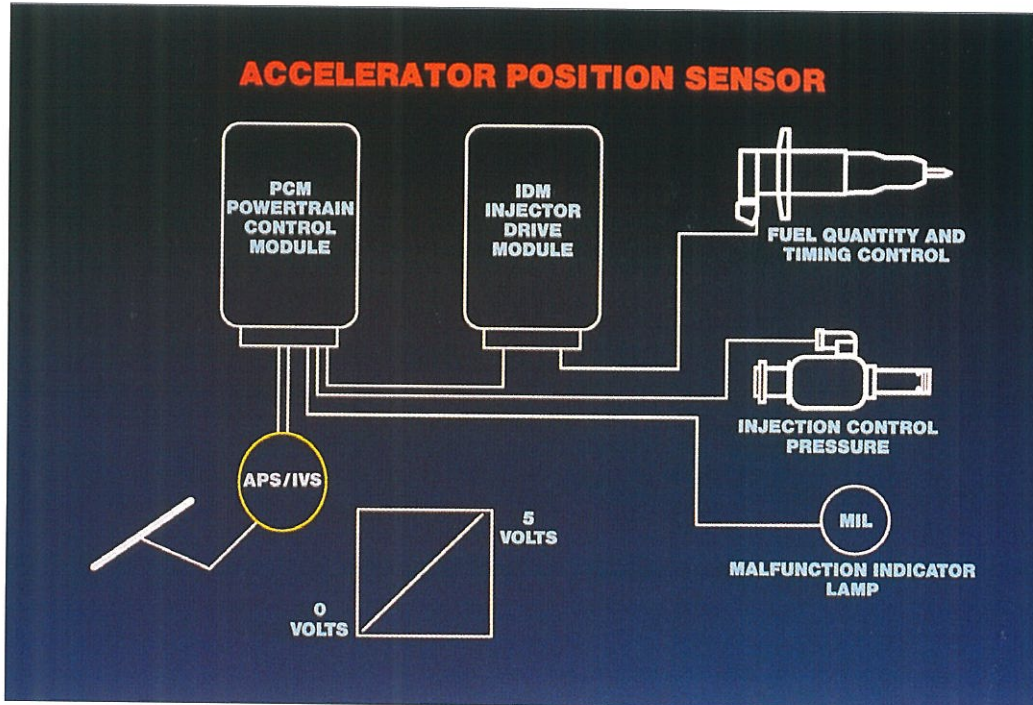 ACCELERATOR POSITION SENSOR
PCM
POWERTRAIN
CONTROL
MODULE
IDM
INJECTOR
DRIVE
MODULE
FUEL QUANTITY AND
TIMING CONTROL
INJECTION CONTROL
PRESSURE
APS/IVS
5
VOLTS
0
VOLTS
MIL
MALFUNCTION INDICATOR
LAMP